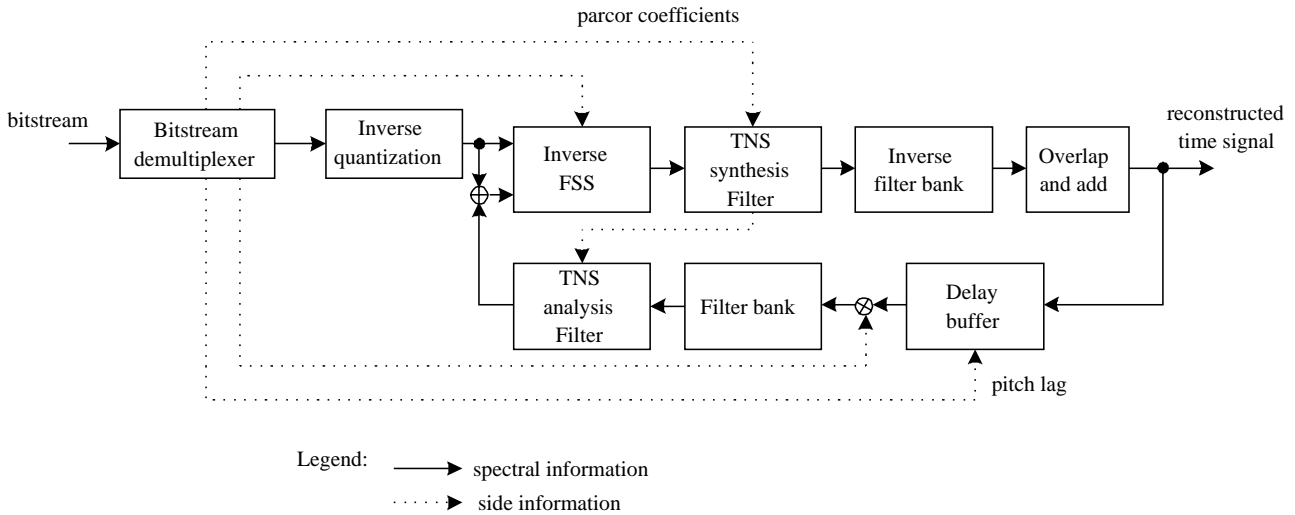 parcor coefficients
bitstream
Bitstream
demultiplexer
Inverse
quantization
Inverse
FSS
TNS
synthesis
Filter
Inverse
filter bank
Overlap
and add
reconstructed
time signal
TNS
analysis
Filter
Filter bank
Delay
buffer
pitch lag
Legend:
spectral information
side information